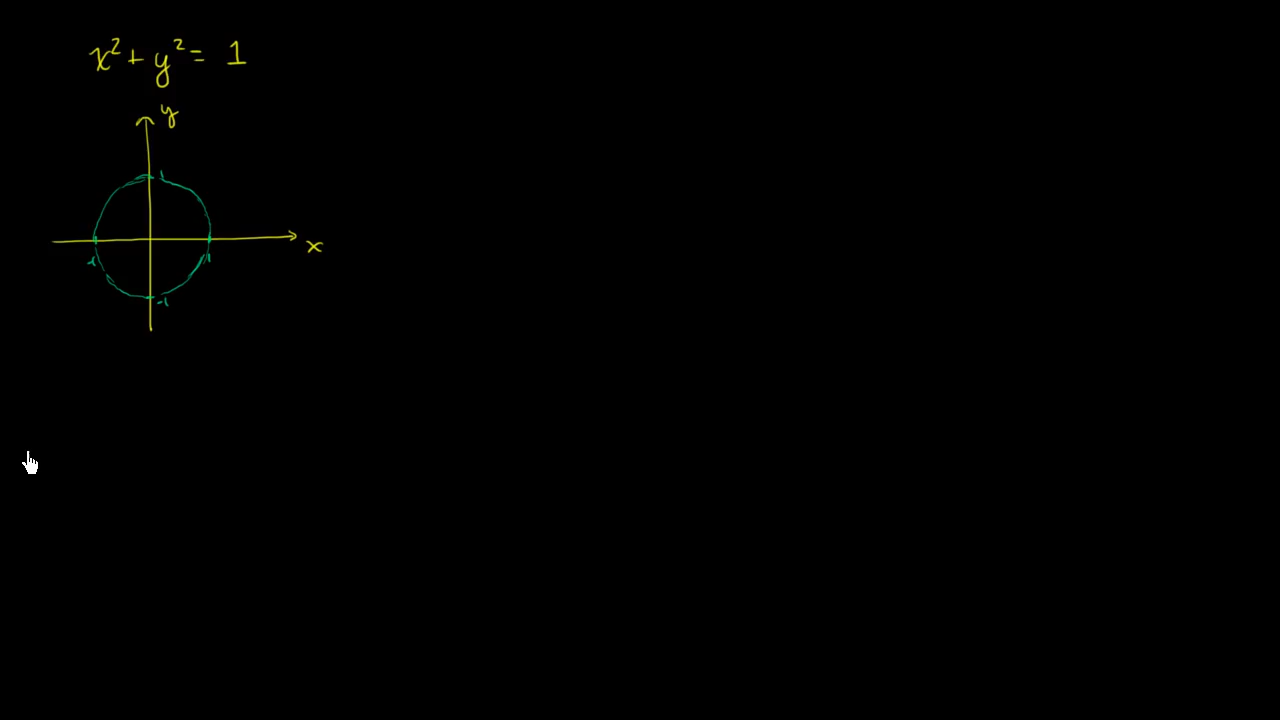 x² + y² = 1
y
1
x
-1
1
-1